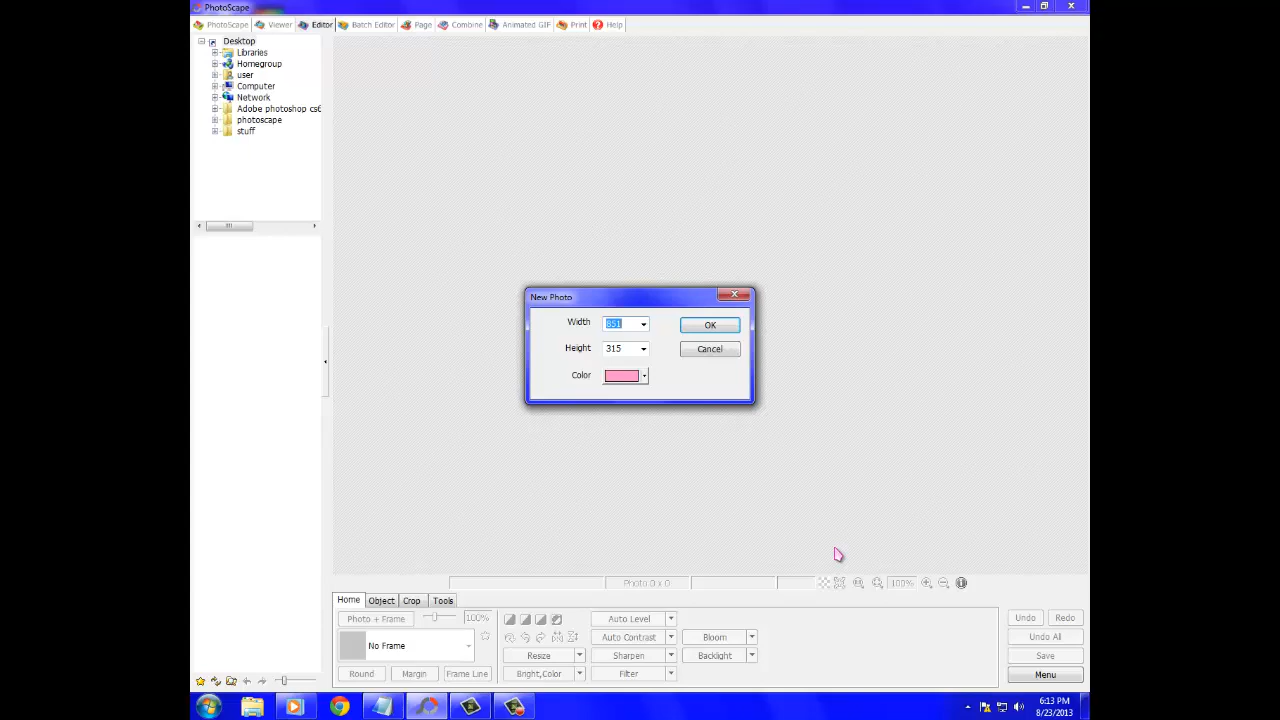 PhotoScape
PhotoScape Viewer Editor Batch Editor Page Combine Animated GIF Print Help
Desktop
Libraries
Homegroup
user
Computer
Network
Adobe photoshop cs6
photoscape
stuff
New Photo
Width 851 OK
Height 315 Cancel
Color
Photo 0 x 0 100%
Home Object Crop Tools
Photo + Frame 100% Auto Level Undo Redo
No Frame Auto Contrast Bloom Undo All
Resize Sharpen Backlight Save
Round Margin Frame Line Bright,Color Filter Menu
6:13 PM
8/23/2013